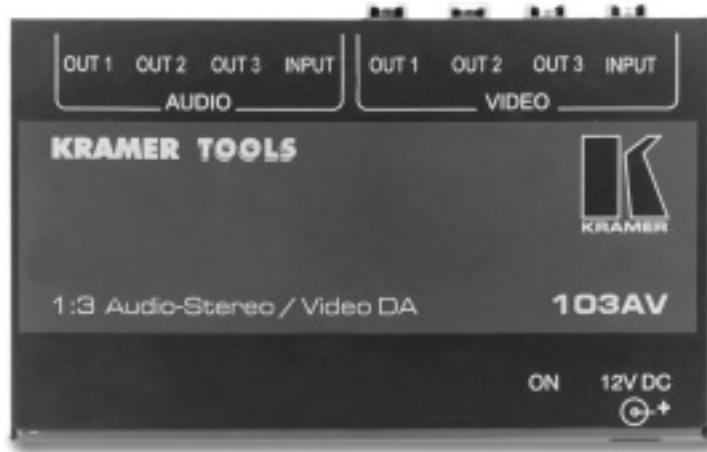 OUT 1 OUT 2 OUT 3 INPUT OUT 1 OUT 2 OUT 3 INPUT
AUDIO VIDEO
KRAMER TOOLS
KRAMER
1:3 Audio-Stereo / Video DA 103AV
ON 12V DC
+